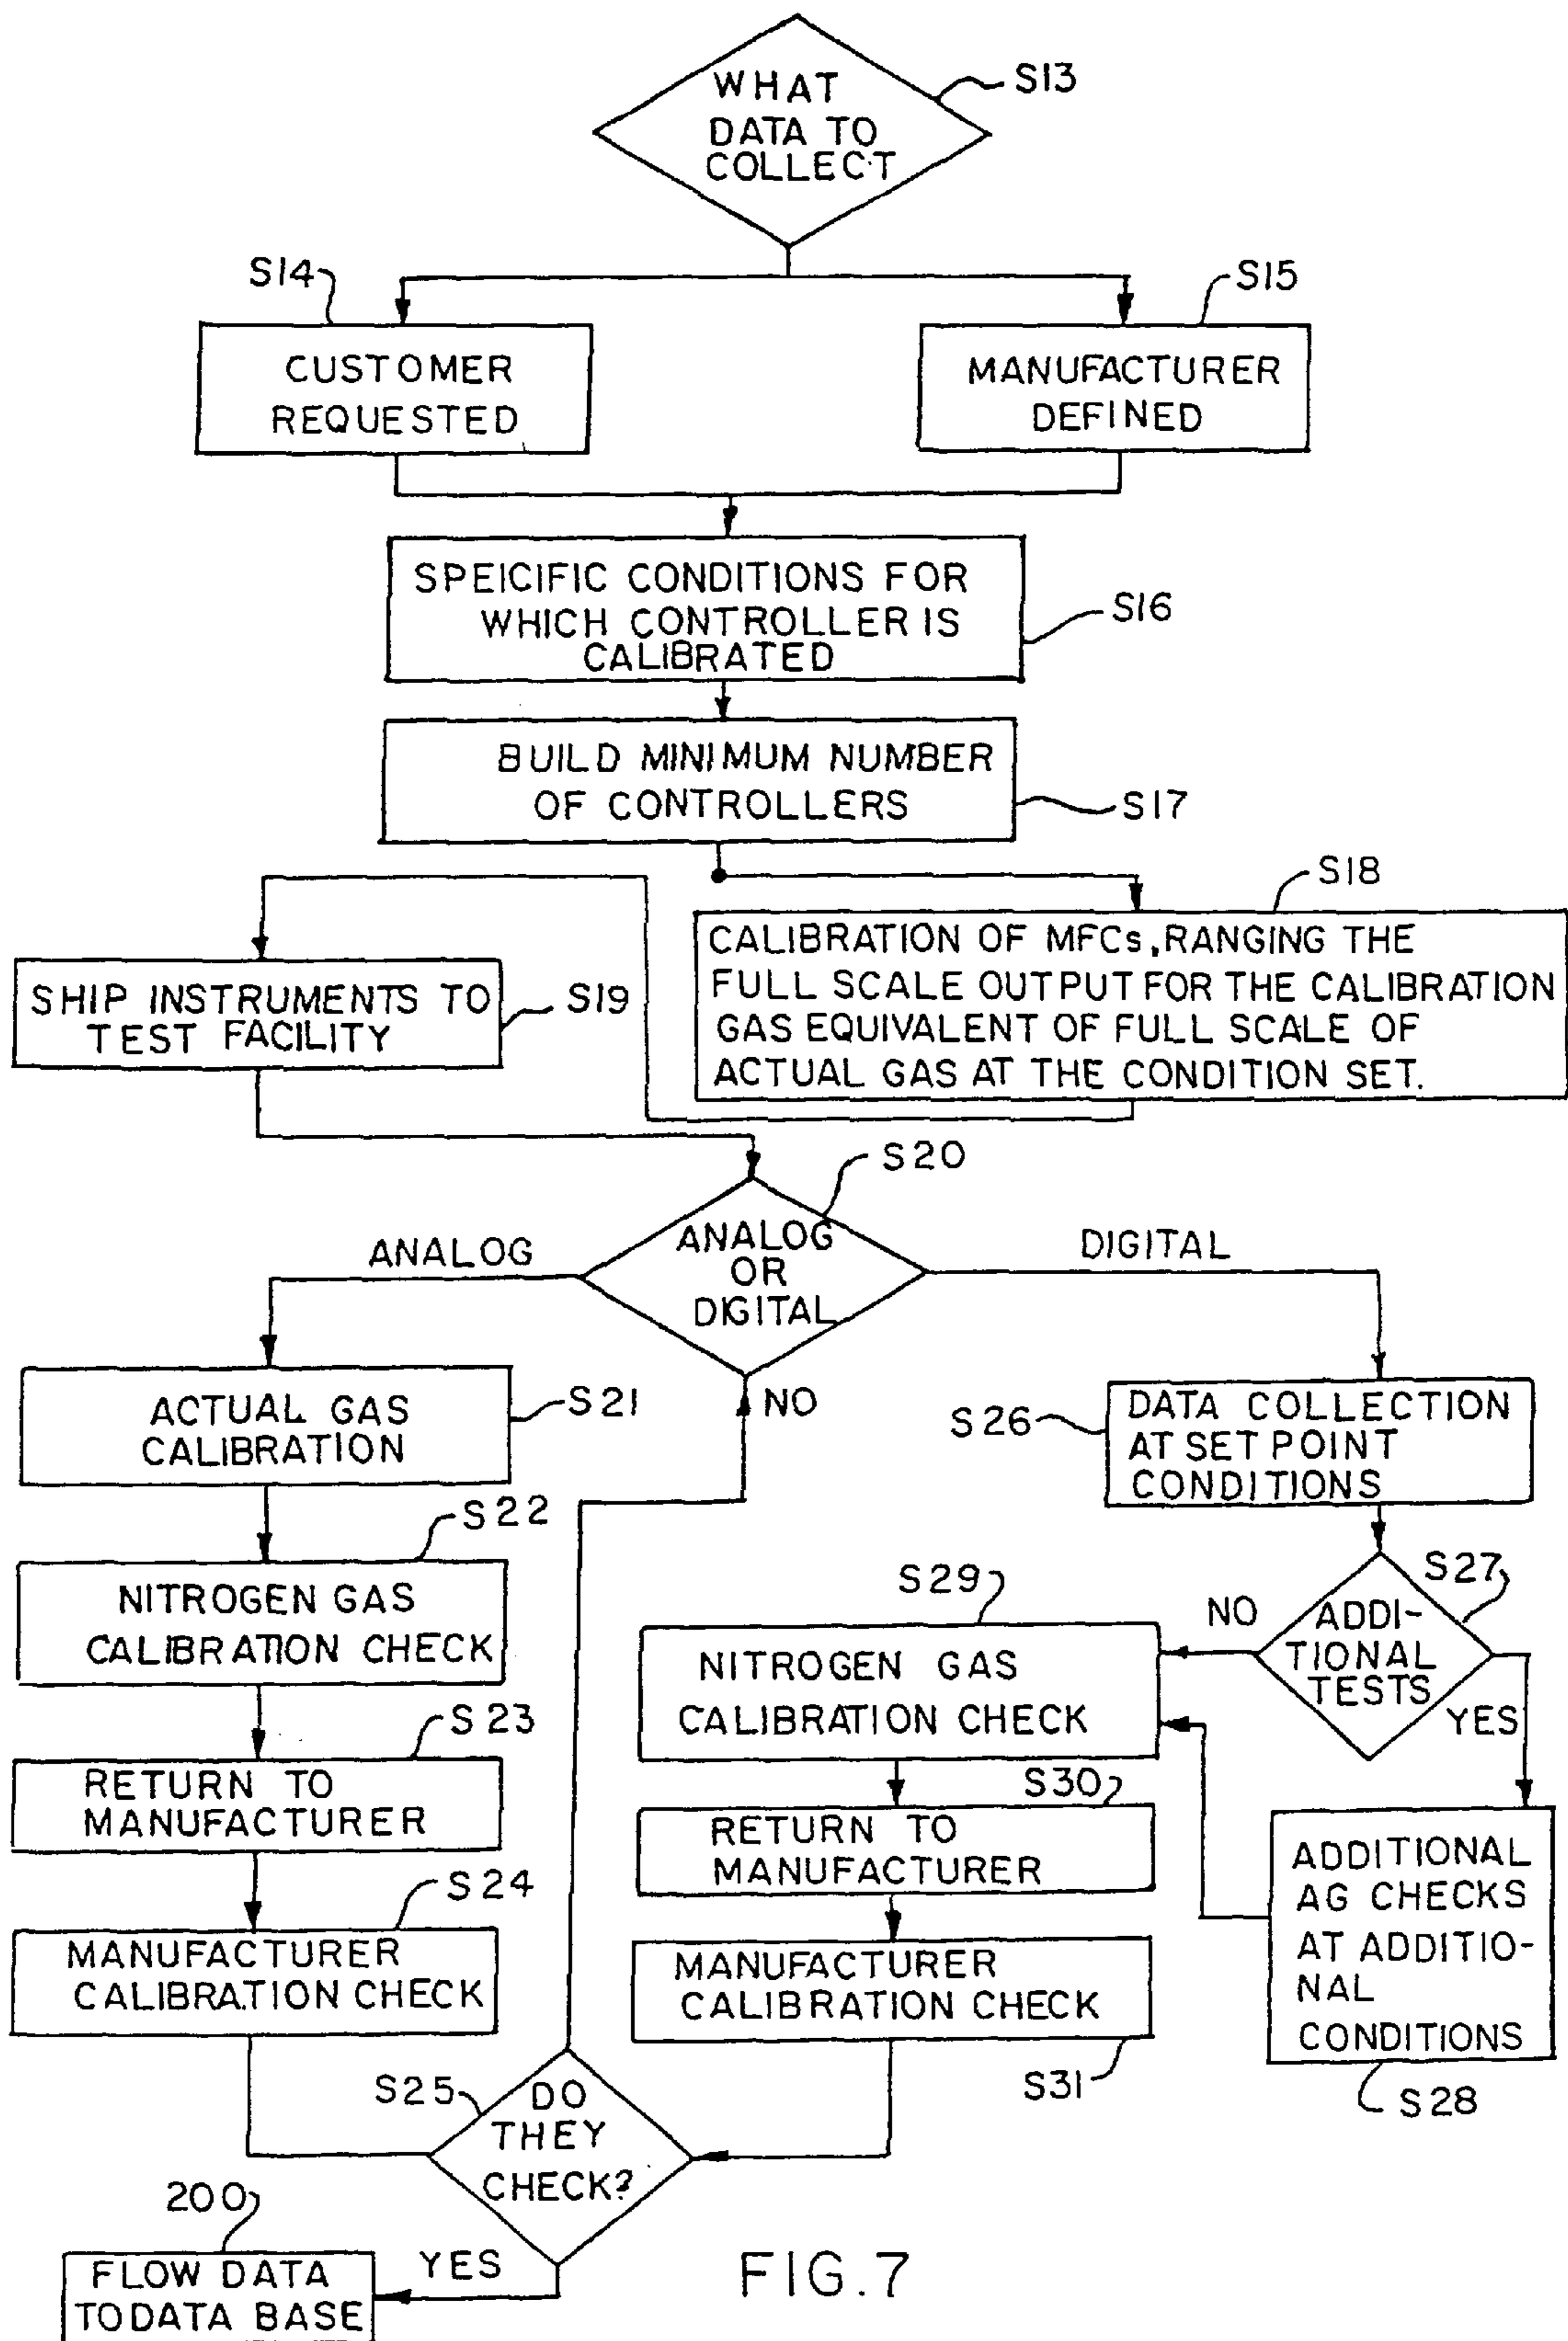 WHAT
DATA TO
COLLECT
S13
S14
S15
CUSTOMER
REQUESTED
MANUFACTURER
DEFINED
SPEICIFIC CONDITIONS FOR
WHICH CONTROLLER IS
CALIBRATED
S16
BUILD MINIMUM NUMBER
OF CONTROLLERS
S17
S18
CALIBRATION OF MFCs, RANGING THE
FULL SCALE OUTPUT FOR THE CALIBRATION
GAS EQUIVALENT OF FULL SCALE OF
ACTUAL GAS AT THE CONDITION SET.
SHIP INSTRUMENTS TO
TEST FACILITY
S19
S20
ANALOG
OR
DIGITAL
ANALOG
DIGITAL
NO
ACTUAL GAS
CALIBRATION
S21
S26
DATA COLLECTION
AT SET POINT
CONDITIONS
S22
NITROGEN GAS
CALIBRATION CHECK
S27
ADDI-
TIONAL
TESTS
NO
YES
S29
NITROGEN GAS
CALIBRATION CHECK
S23
RETURN TO
MANUFACTURER
S30
RETURN TO
MANUFACTURER
ADDITIONAL
AG CHECKS
AT ADDITIO-
NAL
CONDITIONS
S28
S24
MANUFACTURER
CALIBRATION CHECK
MANUFACTURER
CALIBRATION CHECK
S31
S25
DO
THEY
CHECK?
YES
200
FLOW DATA
TO DATA BASE
FIG. 7